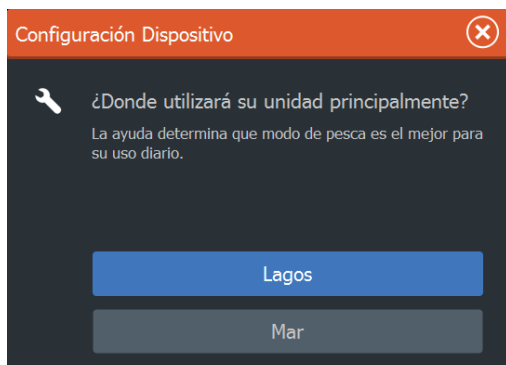 Configuración Dispositivo
¿Donde utilizará su unidad principalmente?
La ayuda determina que modo de pesca es el mejor para
su uso diario.
Lagos
Mar